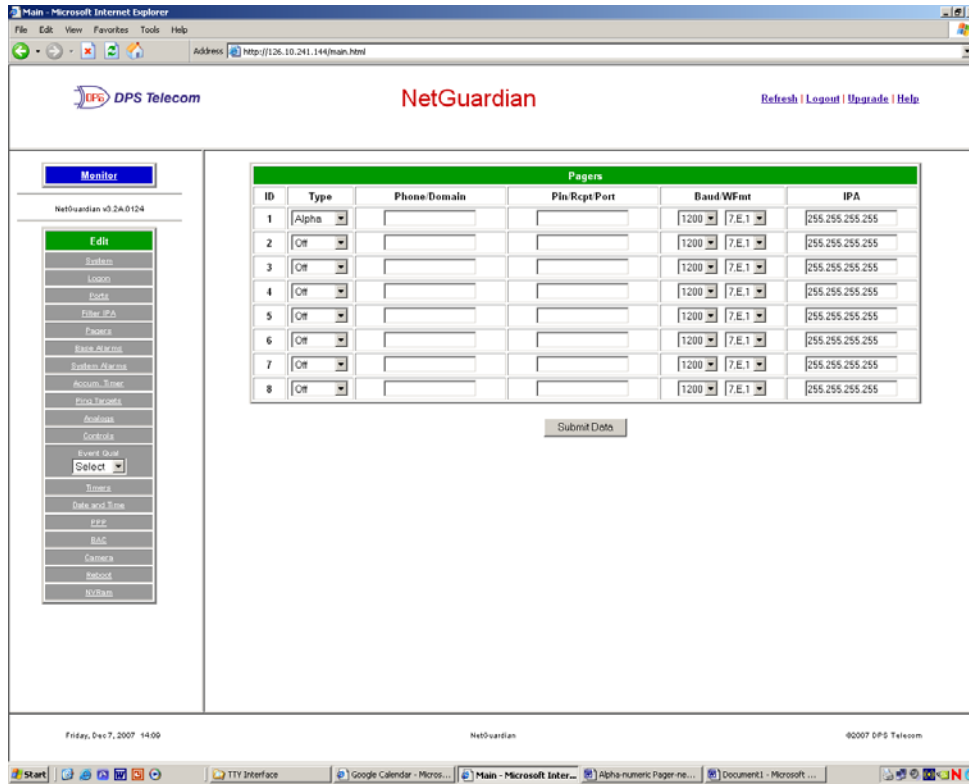 Main - Microsoft Internet Explorer
File Edit View Favorites Tools Help
Address http://126.10.241.144/main.html
DPS DPS Telecom
NetGuardian
Refresh | Logout | Upgrade | Help
Monitor
NetGuardian v3.2A.0124
Edit
System
Logon
Ports
Filter IPA
Pagers
Base Alarms
System Alarms
Accum. Timer
Ping Targets
Analogs
Controls
Event Qual
Select
Timers
Date and Time
PPP
BAC
Camera
Reboot
NVRam
Pagers
ID Type Phone/Domain Pin/Rcpt/Port Baud/WFmt IPA
1 Alpha 1200 7,E,1 255.255.255.255
2 Off 1200 7,E,1 255.255.255.255
3 Off 1200 7,E,1 255.255.255.255
4 Off 1200 7,E,1 255.255.255.255
5 Off 1200 7,E,1 255.255.255.255
6 Off 1200 7,E,1 255.255.255.255
7 Off 1200 7,E,1 255.255.255.255
8 Off 1200 7,E,1 255.255.255.255
Submit Data
Friday, Dec 7, 2007 14:09
NetGuardian
©2007 DPS Telecom
Start
TTY Interface
Google Calendar - Micros...
Main - Microsoft Inter...
Alpha-numeric Pager-ne...
Document1 - Microsoft ...